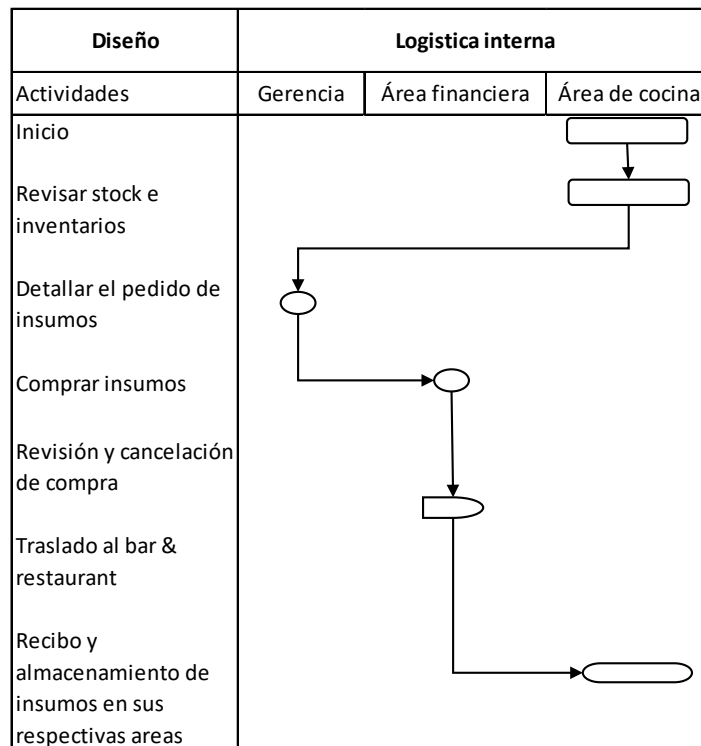 Diseño
Logistica interna
Actividades
Gerencia
Área financiera
Área de cocina
Inicio
Revisar stock e
inventarios
Detallar el pedido de
insumos
Comprar insumos
Revisión y cancelación
de compra
Traslado al bar &
restaurant
Recibo y
almacenamiento de
insumos en sus
respectivas areas